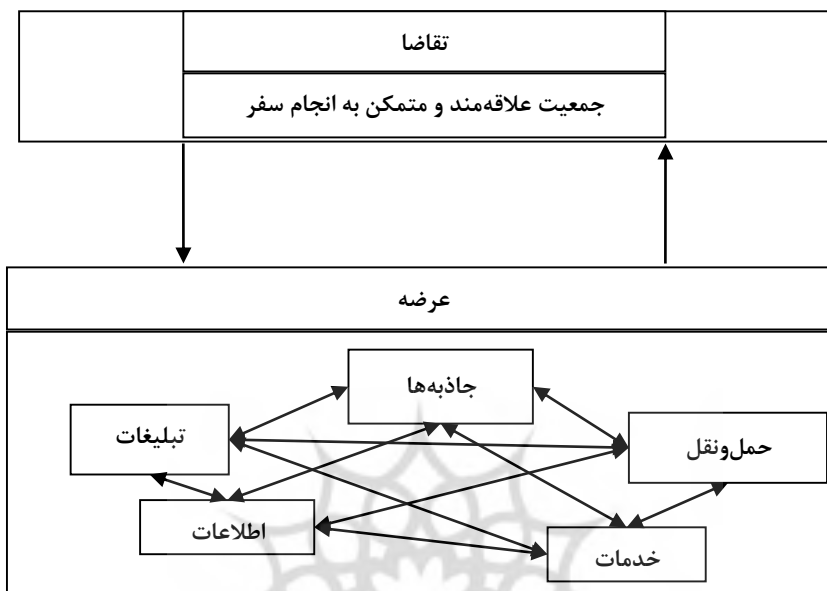 تقاضا
جمعیت علاقه‌مند و متمکن به انجام سفر
عرضه
جاذبه‌ها
تبلیغات
حمل‌ونقل
اطلاعات
خدمات